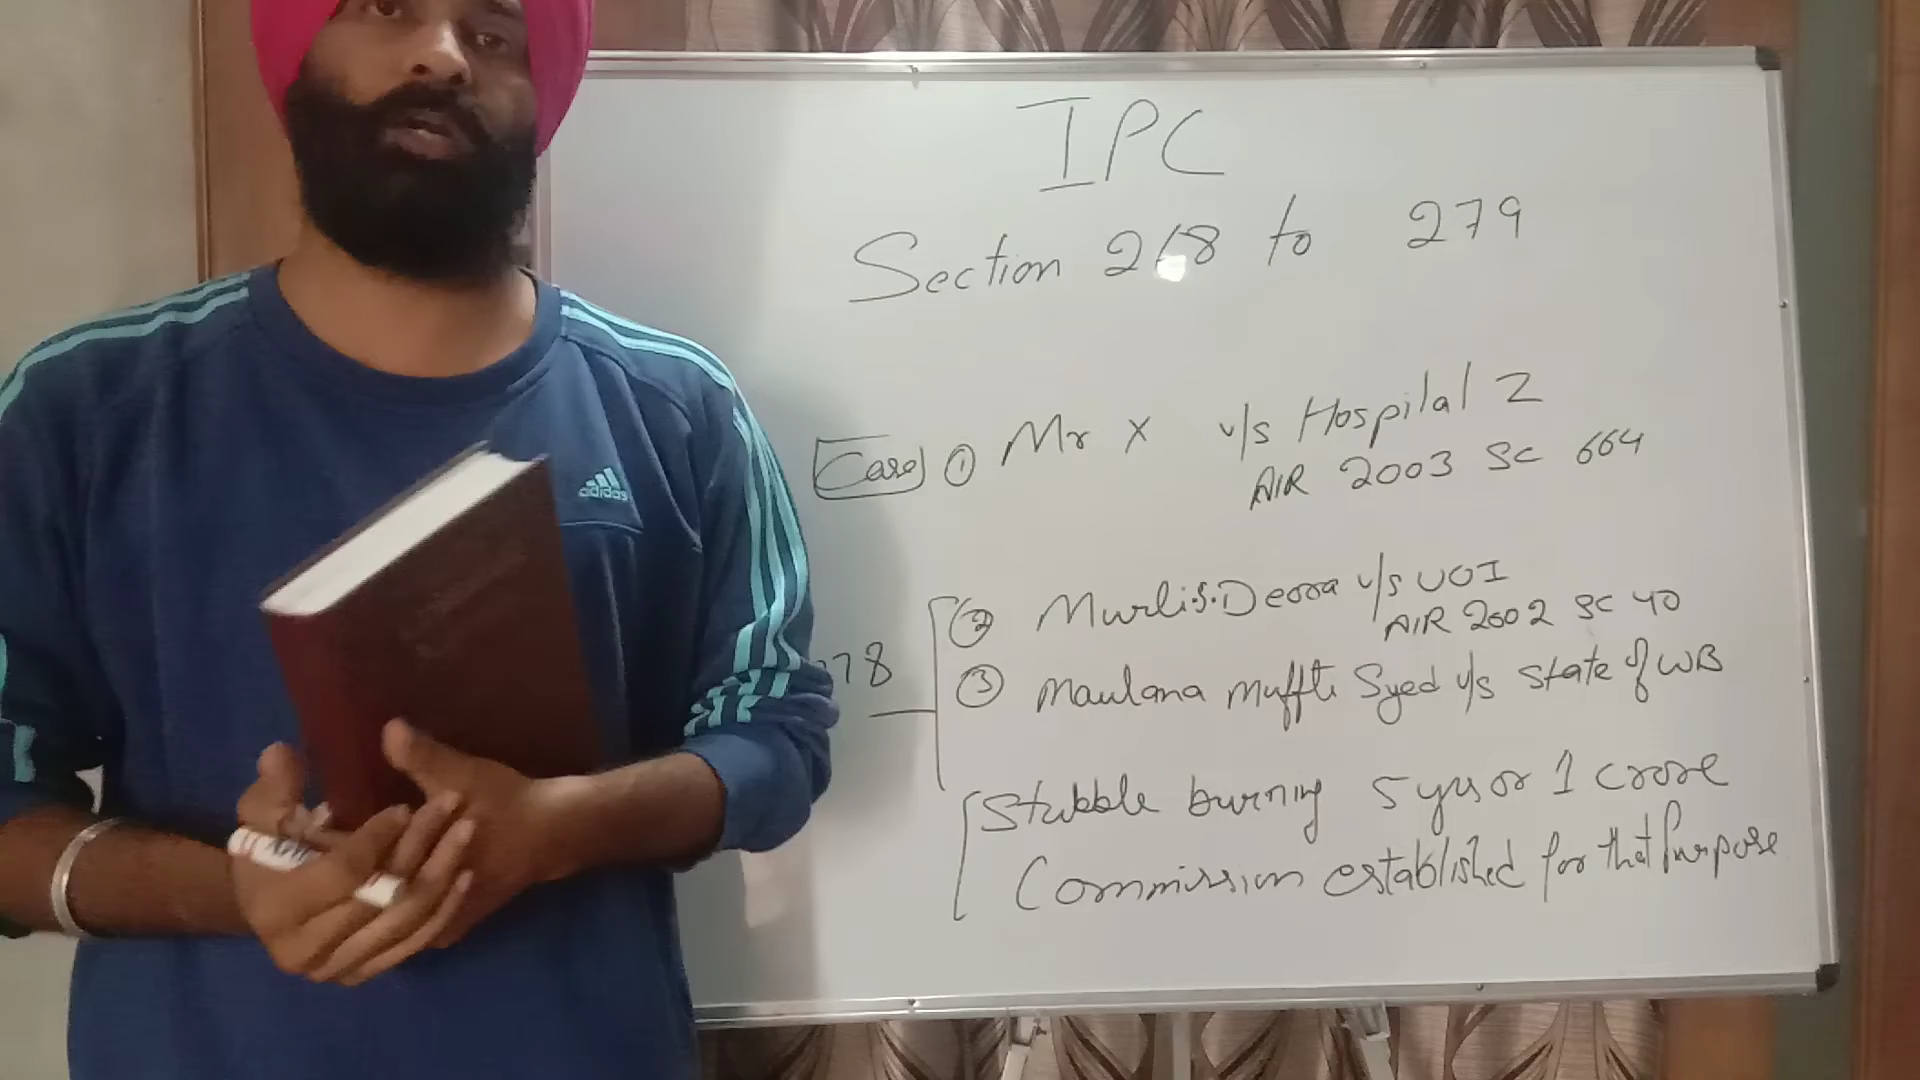 IPC
Section 268 to 279
Case ① Mr X v/s Hospital Z
AIR 2003 SC 664
② Murli.S.Deora v/s UOI
AIR 2002 SC 40
278
③ Maulana Muffti Syed v/s State of WB
Stubble burning 5 yrs or 1 crore
Commission established for that Purpose
adidas